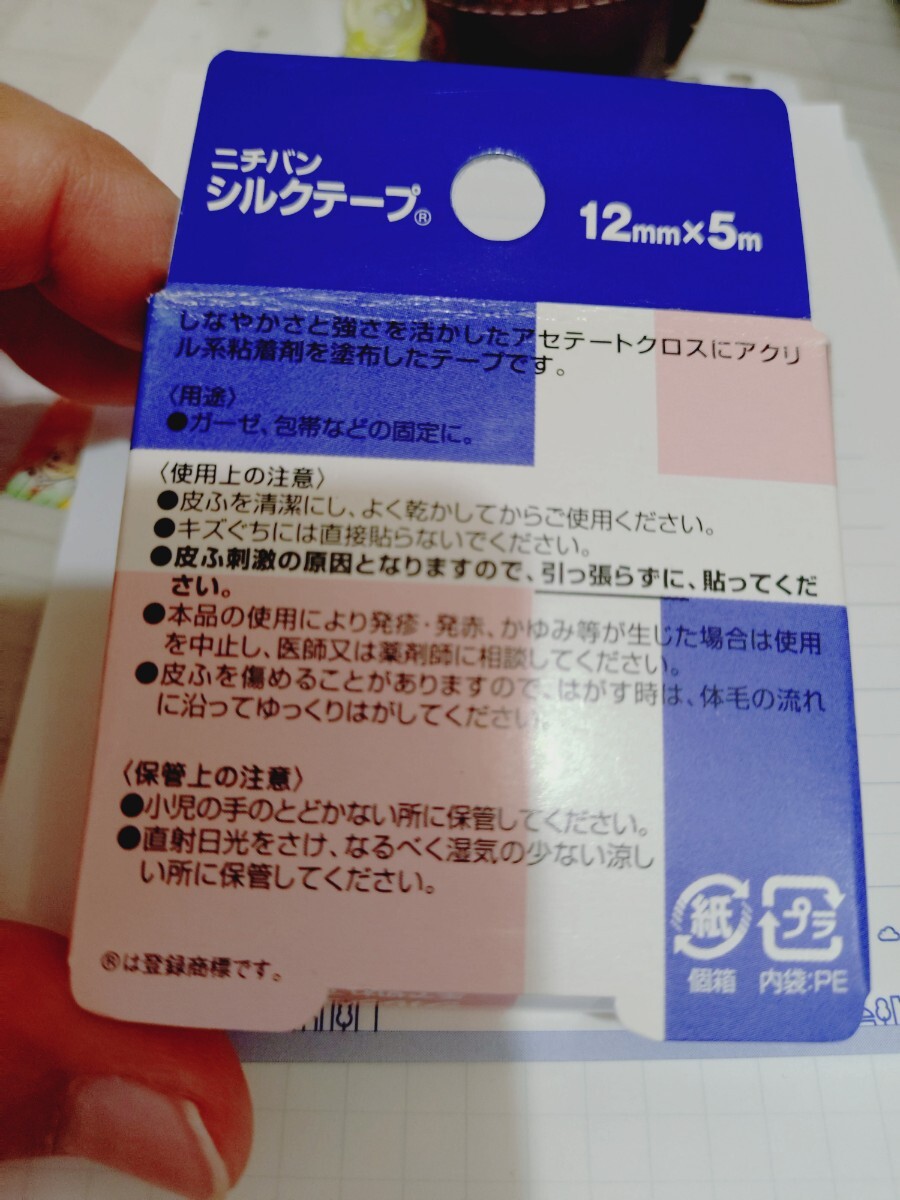 ニチバン
シルクテープ®
12mm×5m
しなやかさと強さを活かしたアセテートクロスにアクリ
ル系粘着剤を塗布したテープです。
〈用途〉
●ガーゼ、包帯などの固定に。
〈使用上の注意〉
●皮ふを清潔にし、よく乾かしてからご使用ください。
●キズぐちには直接貼らないでください。
●皮ふ刺激の原因となりますので、引っ張らずに、貼ってくだ
さい。
●本品の使用により発疹・発赤、かゆみ等が生じた場合は使用
を中止し、医師又は薬剤師に相談してください。
●皮ふを傷めることがありますので、はがす時は、体毛の流れ
に沿ってゆっくりはがしてください。
〈保管上の注意〉
●小児の手のとどかない所に保管してください。
●直射日光をさけ、なるべく湿気の少ない涼し
い所に保管してください。
®は登録商標です。
紙
個箱
プラ
内袋:PE